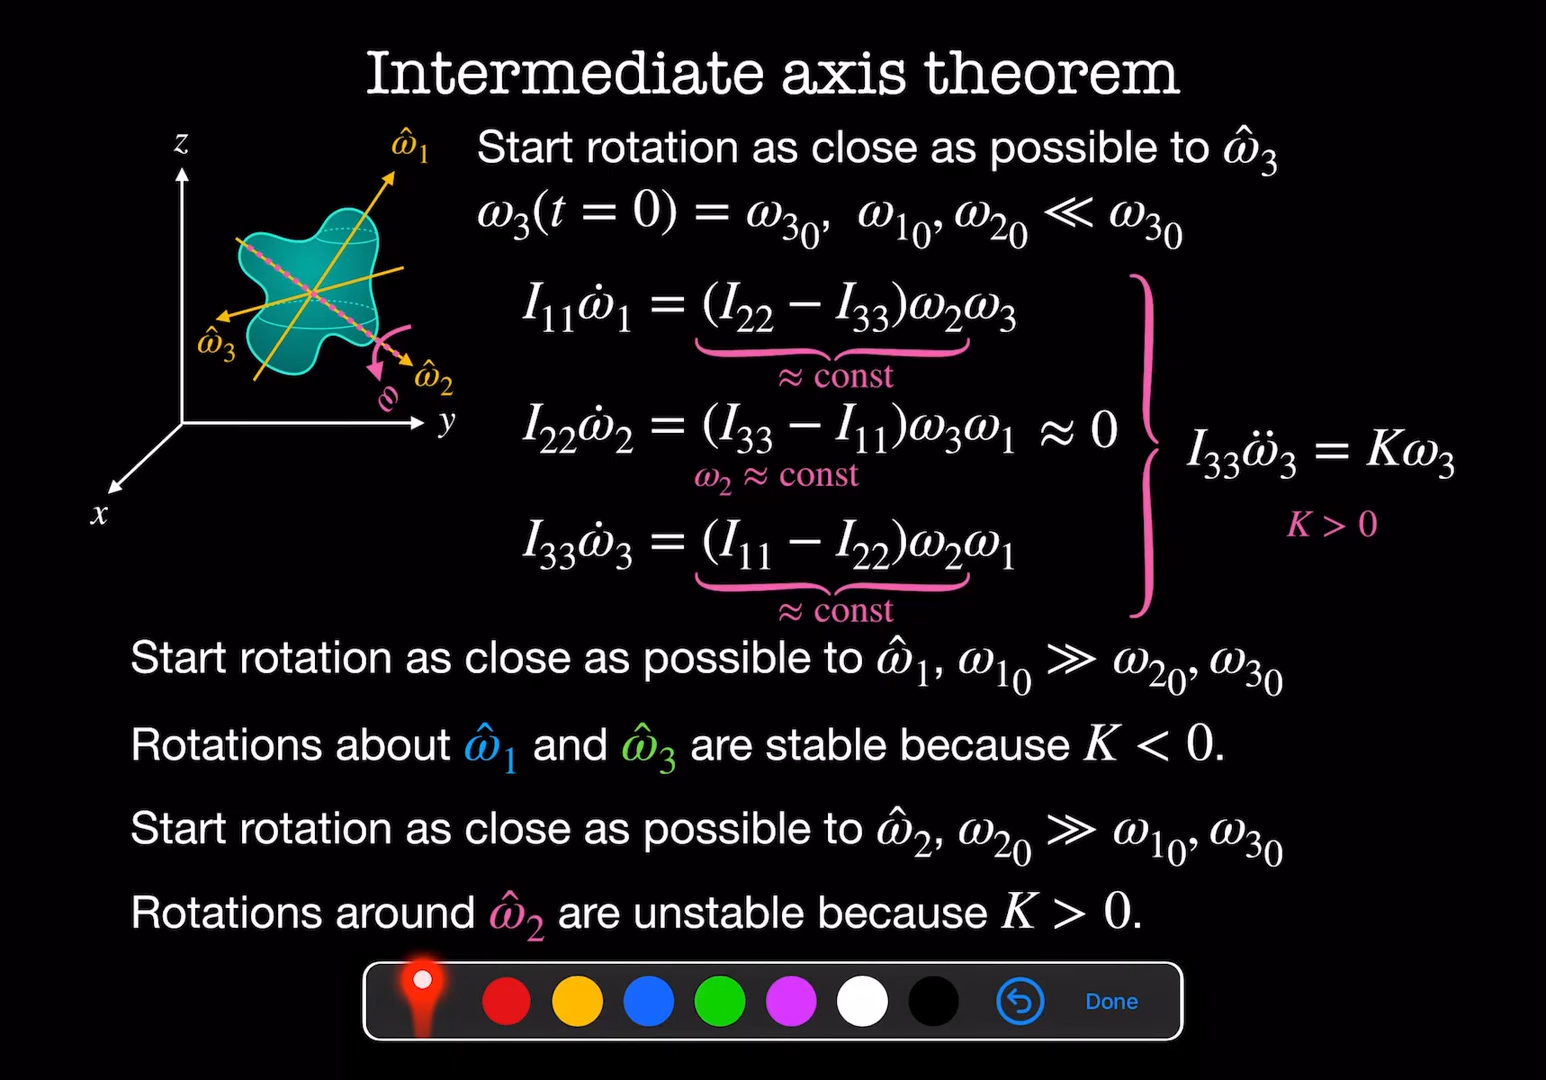 Intermediate axis theorem
z
ω̂₁
ω̂₃
ω̂₂
ω
y
x
Start rotation as close as possible to ω̂₃
ω₃(t = 0) = ω₃₀, ω₁₀, ω₂₀ ≪ ω₃₀
I₁₁ω̇₁ = (I₂₂ − I₃₃)ω₂ω₃
≈ const
I₂₂ω̇₂ = (I₃₃ − I₁₁)ω₃ω₁ ≈ 0
ω₂ ≈ const
I₃₃ω̇₃ = (I₁₁ − I₂₂)ω₂ω₁
≈ const
I₃₃ω̈₃ = Kω₃
K > 0
Start rotation as close as possible to ω̂₁, ω₁₀ ≫ ω₂₀, ω₃₀
Rotations about ω̂₁ and ω̂₃ are stable because K < 0.
Start rotation as close as possible to ω̂₂, ω₂₀ ≫ ω₁₀, ω₃₀
Rotations around ω̂₂ are unstable because K > 0.
Done